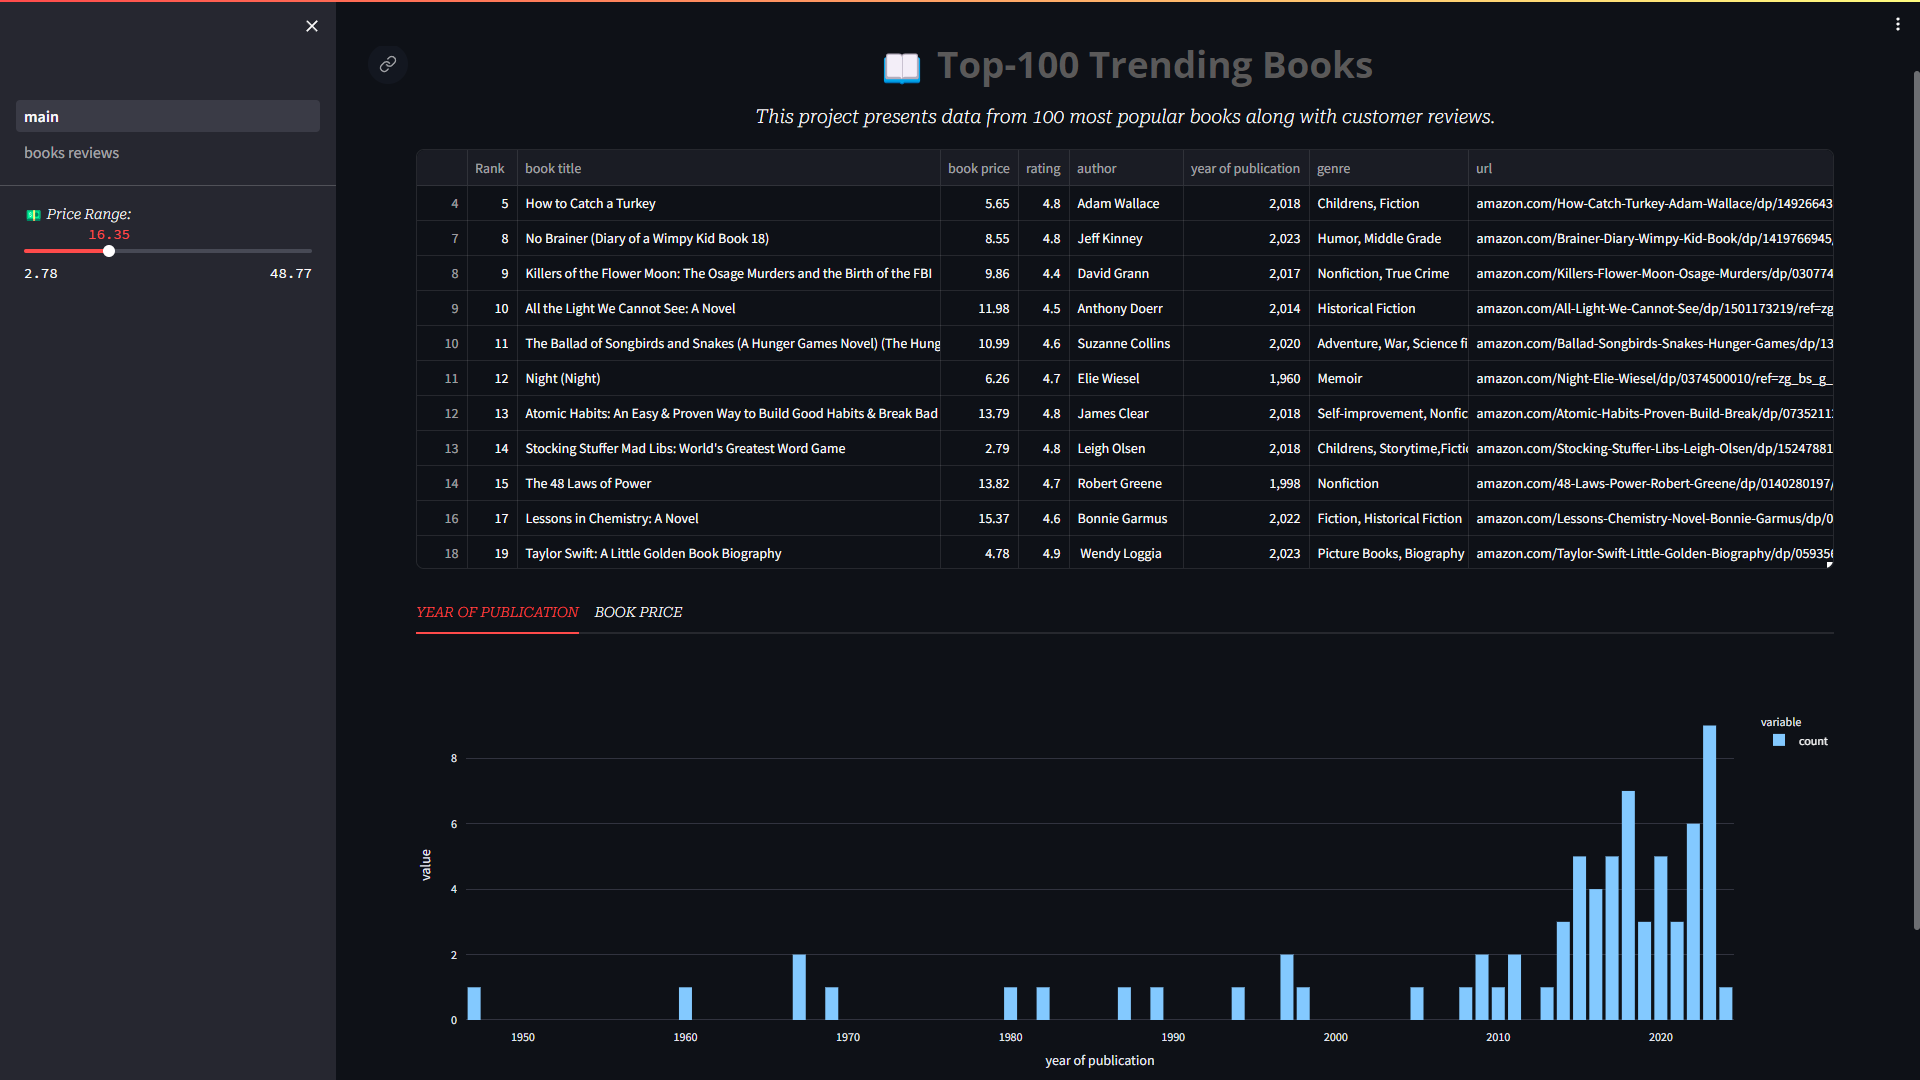 main
books reviews
Price Range:
16.35
2.78 48.77
Top-100 Trending Books
This project presents data from 100 most popular books along with customer reviews.
Rank book title book price rating author year of publication genre url
4 5 How to Catch a Turkey 5.65 4.8 Adam Wallace 2,018 Childrens, Fiction amazon.com/How-Catch-Turkey-Adam-Wallace/dp/14926643
7 8 No Brainer (Diary of a Wimpy Kid Book 18) 8.55 4.8 Jeff Kinney 2,023 Humor, Middle Grade amazon.com/Brainer-Diary-Wimpy-Kid-Book/dp/1419766945,
8 9 Killers of the Flower Moon: The Osage Murders and the Birth of the FBI 9.86 4.4 David Grann 2,017 Nonfiction, True Crime amazon.com/Killers-Flower-Moon-Osage-Murders/dp/030774
9 10 All the Light We Cannot See: A Novel 11.98 4.5 Anthony Doerr 2,014 Historical Fiction amazon.com/All-Light-We-Cannot-See/dp/1501173219/ref=zg
10 11 The Ballad of Songbirds and Snakes (A Hunger Games Novel) (The Hung 10.99 4.6 Suzanne Collins 2,020 Adventure, War, Science fi amazon.com/Ballad-Songbirds-Snakes-Hunger-Games/dp/13
11 12 Night (Night) 6.26 4.7 Elie Wiesel 1,960 Memoir amazon.com/Night-Elie-Wiesel/dp/0374500010/ref=zg_bs_g_
12 13 Atomic Habits: An Easy & Proven Way to Build Good Habits & Break Bad 13.79 4.8 James Clear 2,018 Self-improvement, Nonfic amazon.com/Atomic-Habits-Proven-Build-Break/dp/0735211
13 14 Stocking Stuffer Mad Libs: World's Greatest Word Game 2.79 4.8 Leigh Olsen 2,018 Childrens, Storytime,Fictio amazon.com/Stocking-Stuffer-Libs-Leigh-Olsen/dp/15247881
14 15 The 48 Laws of Power 13.82 4.7 Robert Greene 1,998 Nonfiction amazon.com/48-Laws-Power-Robert-Greene/dp/0140280197/
16 17 Lessons in Chemistry: A Novel 15.37 4.6 Bonnie Garmus 2,022 Fiction, Historical Fiction amazon.com/Lessons-Chemistry-Novel-Bonnie-Garmus/dp/0
18 19 Taylor Swift: A Little Golden Book Biography 4.78 4.9 Wendy Loggia 2,023 Picture Books, Biography amazon.com/Taylor-Swift-Little-Golden-Biography/dp/05935
YEAR OF PUBLICATION BOOK PRICE
variable
count
8
6
4
2
0
value
1950 1960 1970 1980 1990 2000 2010 2020
year of publication